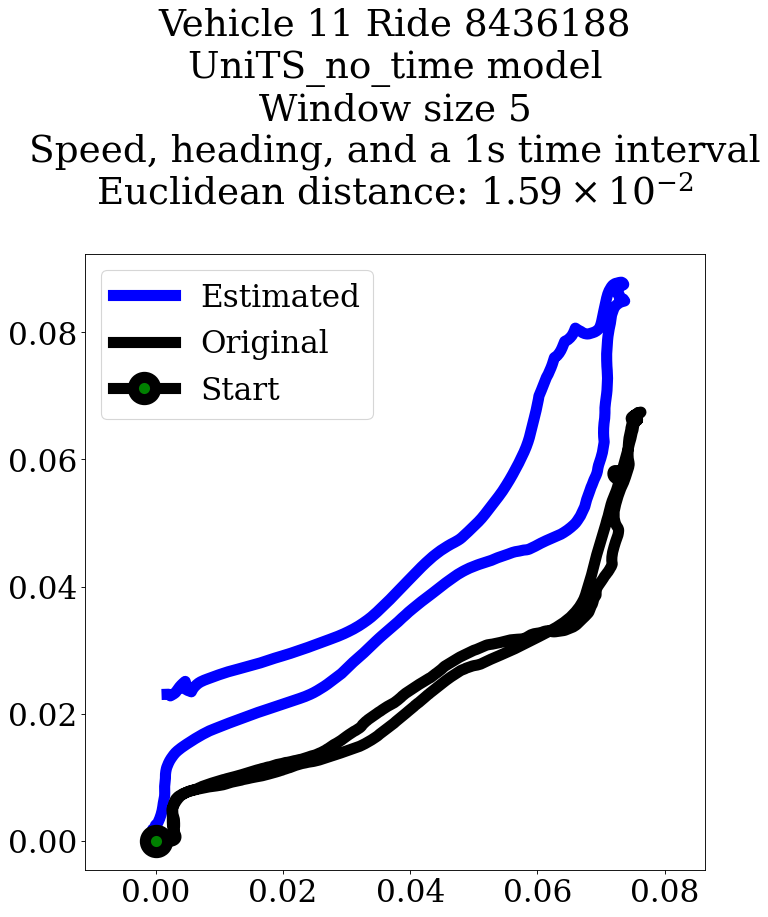 Vehicle 11 Ride 8436188
UniTS_no_time model
Window size 5
Speed, heading, and a 1s time interval
Euclidean distance: 1.59 × 10⁻²
Estimated
Original
Start
0.08
0.06
0.04
0.02
0.00
0.00 0.02 0.04 0.06 0.08